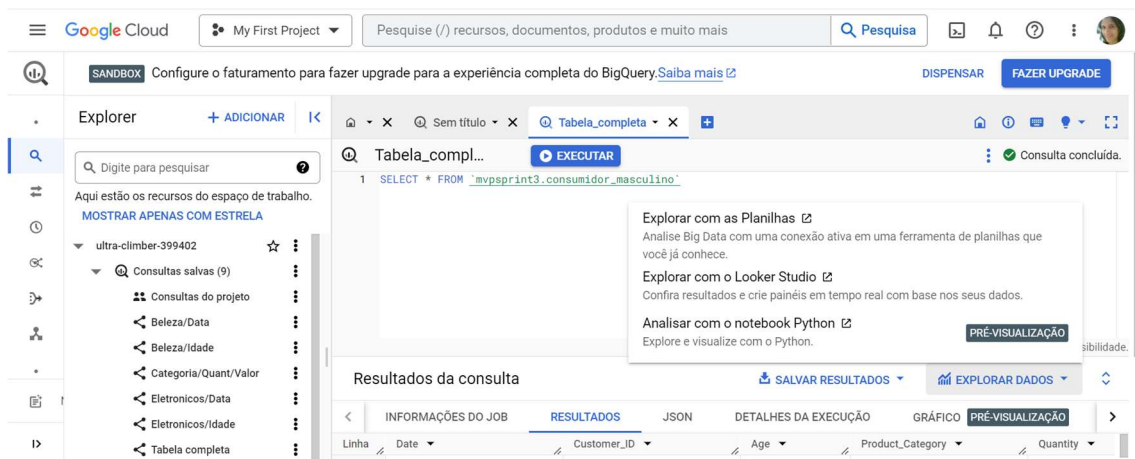 Google Cloud
My First Project
Pesquise (/) recursos, documentos, produtos e muito mais
Pesquisa
SANDBOX Configure o faturamento para fazer upgrade para a experiência completa do BigQuery. Saiba mais
DISPENSAR
FAZER UPGRADE
Explorer
+ ADICIONAR
Digite para pesquisar
Aqui estão os recursos do espaço de trabalho.
MOSTRAR APENAS COM ESTRELA
ultra-climber-399402
Consultas salvas (9)
Consultas do projeto
Beleza/Data
Beleza/Idade
Categoria/Quant/Valor
Eletronicos/Data
Eletronicos/Idade
Tabela completa
Sem título
Tabela_completa
Tabela_compl...
EXECUTAR
Consulta concluída.
1 SELECT * FROM `mvpsprint3.consumidor_masculino`
Explorar com as Planilhas
Analise Big Data com uma conexão ativa em uma ferramenta de planilhas que
você já conhece.
Explorar com o Looker Studio
Confira resultados e crie painéis em tempo real com base nos seus dados.
Analisar com o notebook Python
PRÉ-VISUALIZAÇÃO
Explore e visualize com o Python.
sibilidade.
Resultados da consulta
SALVAR RESULTADOS
EXPLORAR DADOS
INFORMAÇÕES DO JOB
RESULTADOS
JSON
DETALHES DA EXECUÇÃO
GRÁFICO PRÉ-VISUALIZAÇÃO
Linha
Date
Customer_ID
Age
Product_Category
Quantity